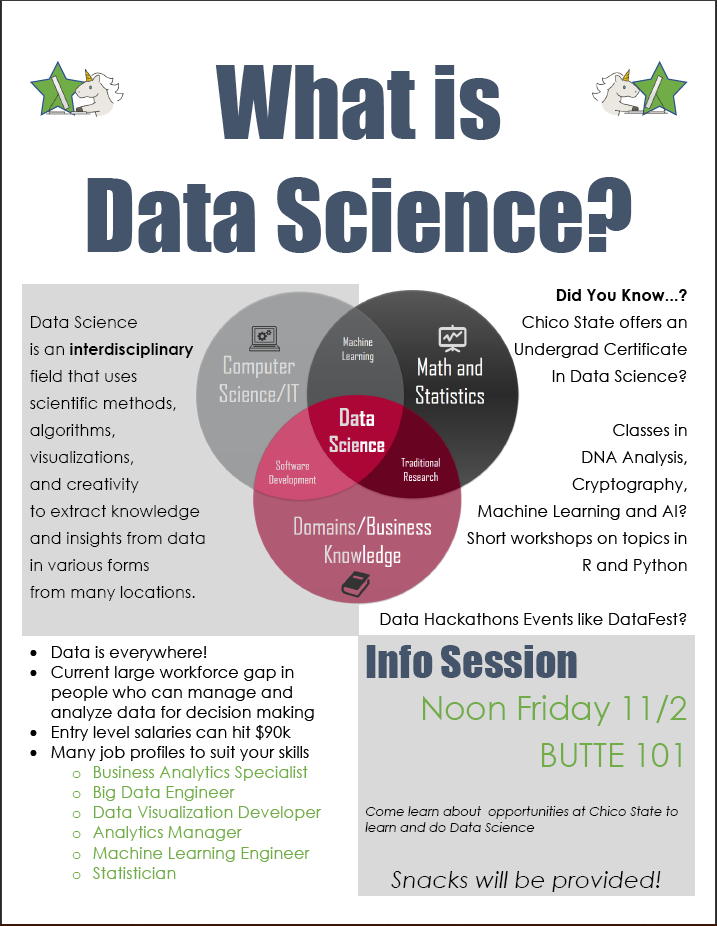 What is
Data Science?
Data Science
is an interdisciplinary
field that uses
scientific methods,
algorithms,
visualizations,
and creativity
to extract knowledge
and insights from data
in various forms
from many locations.
Computer
Science/IT
Machine
Learning
Math and
Statistics
Data
Science
Software
Development
Traditional
Research
Domains/Business
Knowledge
Did You Know...?
Chico State offers an
Undergrad Certificate
In Data Science?
Classes in
DNA Analysis,
Cryptography,
Machine Learning and AI?
Short workshops on topics in
R and Python
Data Hackathons Events like DataFest?
• Data is everywhere!
• Current large workforce gap in
people who can manage and
analyze data for decision making
• Entry level salaries can hit $90k
• Many job profiles to suit your skills
o Business Analytics Specialist
o Big Data Engineer
o Data Visualization Developer
o Analytics Manager
o Machine Learning Engineer
o Statistician
Info Session
Noon Friday 11/2
BUTTE 101
Come learn about opportunities at Chico State to
learn and do Data Science
Snacks will be provided!